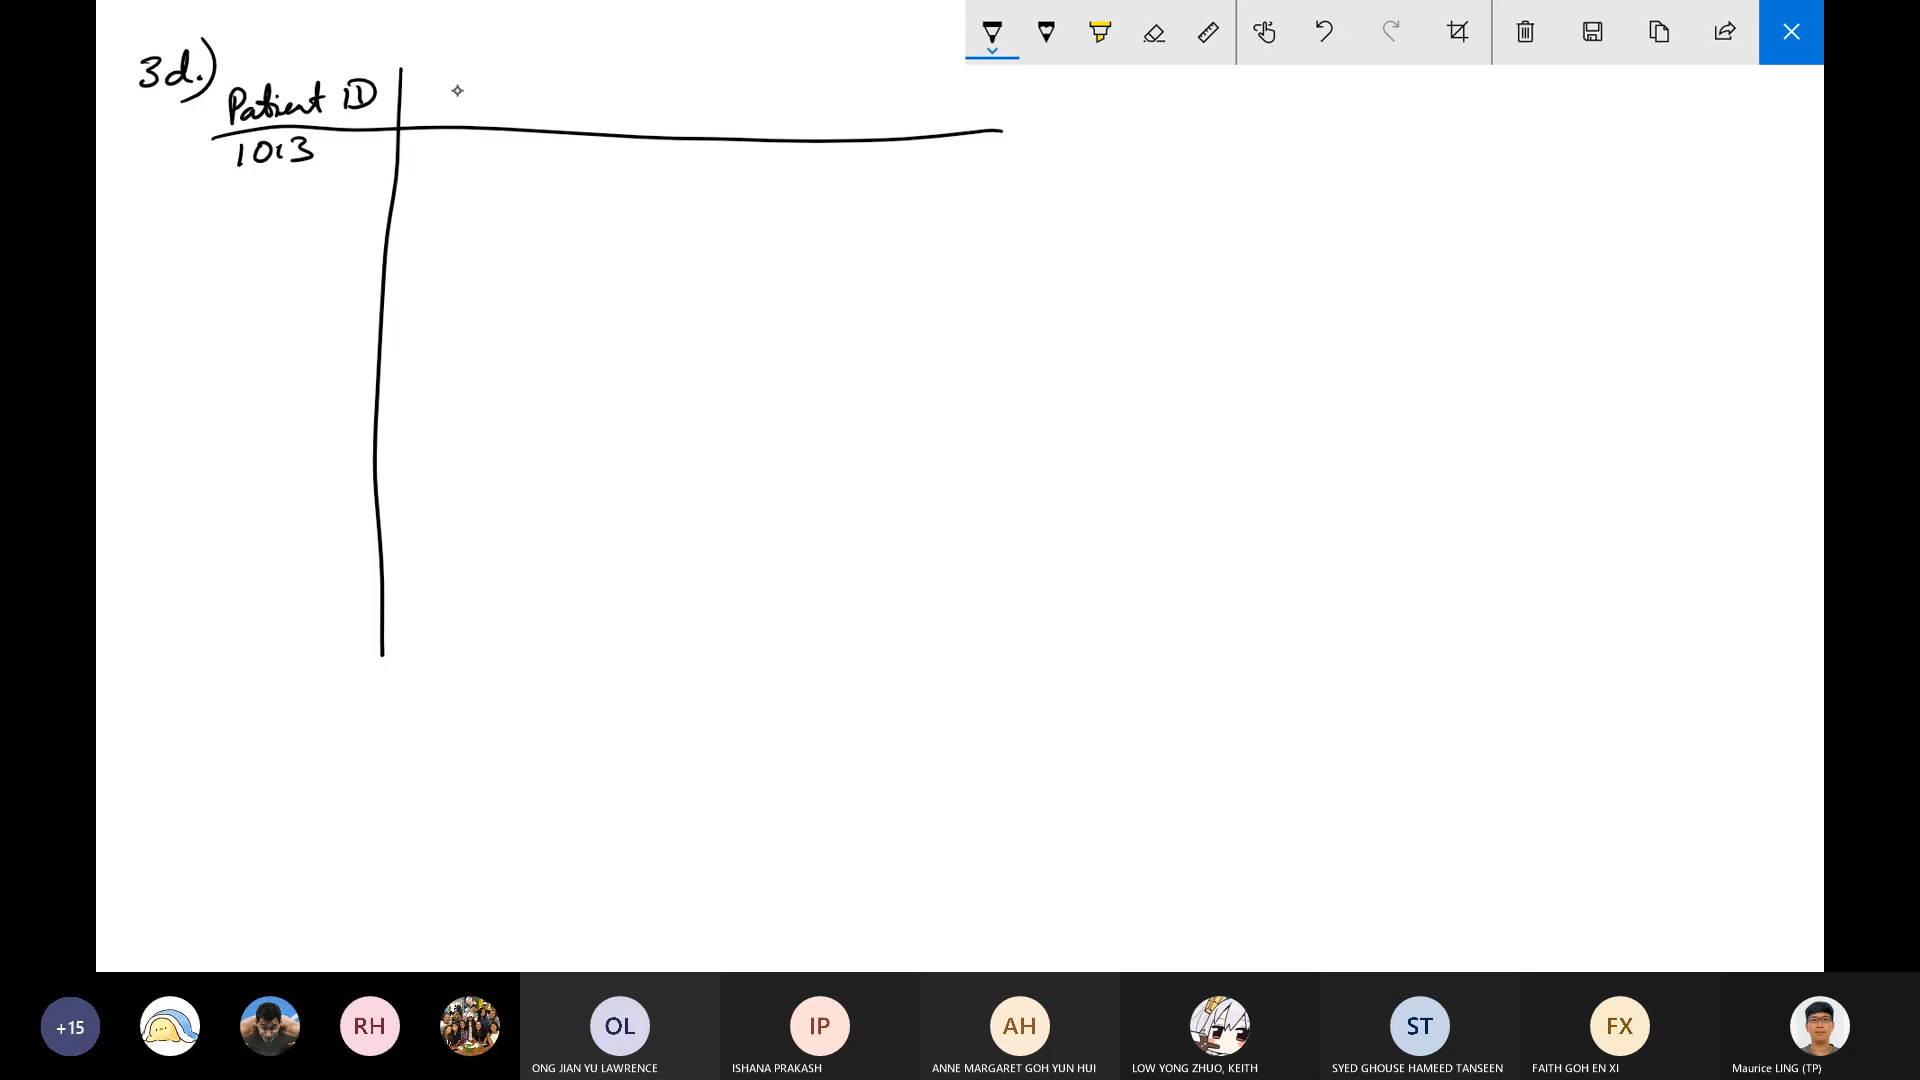 3d.)
Patient ID
1013
+15
RH
OL
IP
AH
ST
FX
ONG JIAN YU LAWRENCE
ISHANA PRAKASH
ANNE MARGARET GOH YUN HUI
LOW YONG ZHUO, KEITH
SYED GHOUSE HAMEED TANSEEN
FAITH GOH EN XI
Maurice LING (TP)